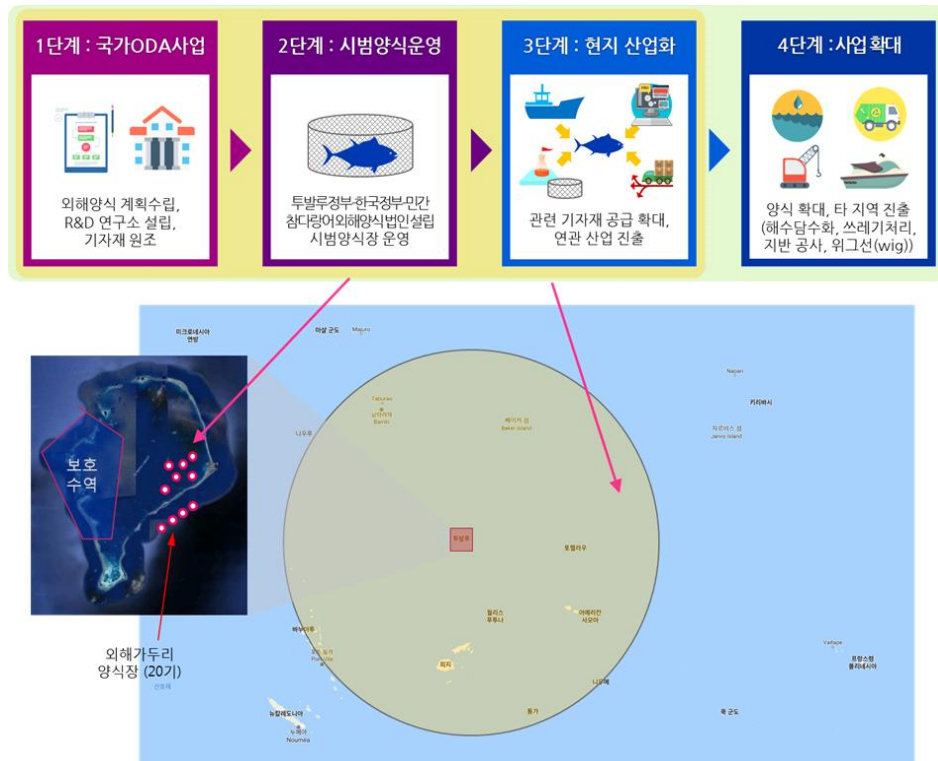 1단계 : 국가ODA사업
외해양식 계획수립,
R&D 연구소 설립,
기자재 원조
2단계 : 시범양식운영
투발루정부·한국정부·민간
참다랑어외해양식 법인설립
시범양식장 운영
3단계 : 현지 산업화
관련 기자재 공급 확대,
연관 산업 진출
4단계 : 사업 확대
양식 확대, 타 지역 진출
(해수담수화, 쓰레기처리,
지반 공사, 위그선(wig))
미크로네시아
연방
마샬 군도
Majuro
나우루
Bairiki
베이커 섬
Baker Island
키리바시
자르비스 섬
Jarvis Island
보호
수역
투발루
토켈라우
월리스
푸투나
아메리칸
사모아
바누아투
피지
니우에
통가
프랑스령
폴리네시아
쿡 군도
뉴칼레도니아
누메아
Nouméa
외해가두리
양식장 (20기)